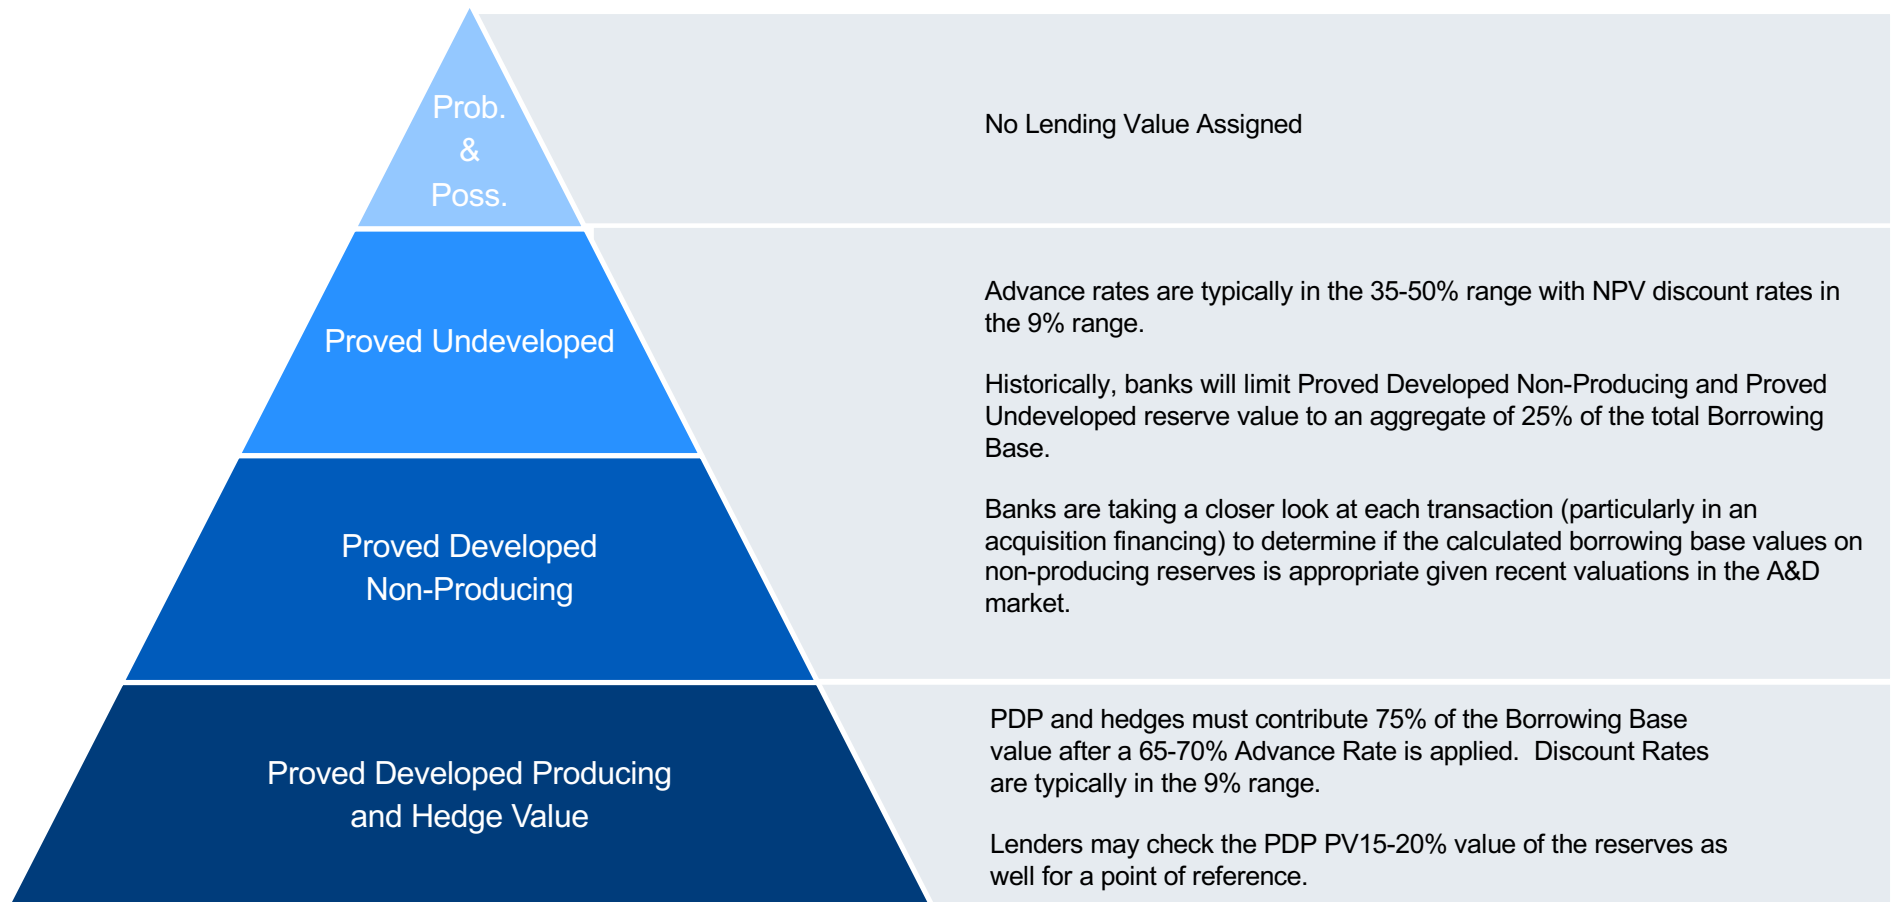 Prob.
&
Poss.
No Lending Value Assigned
Proved Undeveloped
Advance rates are typically in the 35-50% range with NPV discount rates in
the 9% range.
Historically, banks will limit Proved Developed Non-Producing and Proved
Undeveloped reserve value to an aggregate of 25% of the total Borrowing
Base.
Banks are taking a closer look at each transaction (particularly in an
acquisition financing) to determine if the calculated borrowing base values on
non-producing reserves is appropriate given recent valuations in the A&D
market.
Proved Developed
Non-Producing
Proved Developed Producing
and Hedge Value
PDP and hedges must contribute 75% of the Borrowing Base
value after a 65-70% Advance Rate is applied.  Discount Rates
are typically in the 9% range.
Lenders may check the PDP PV15-20% value of the reserves as
well for a point of reference.